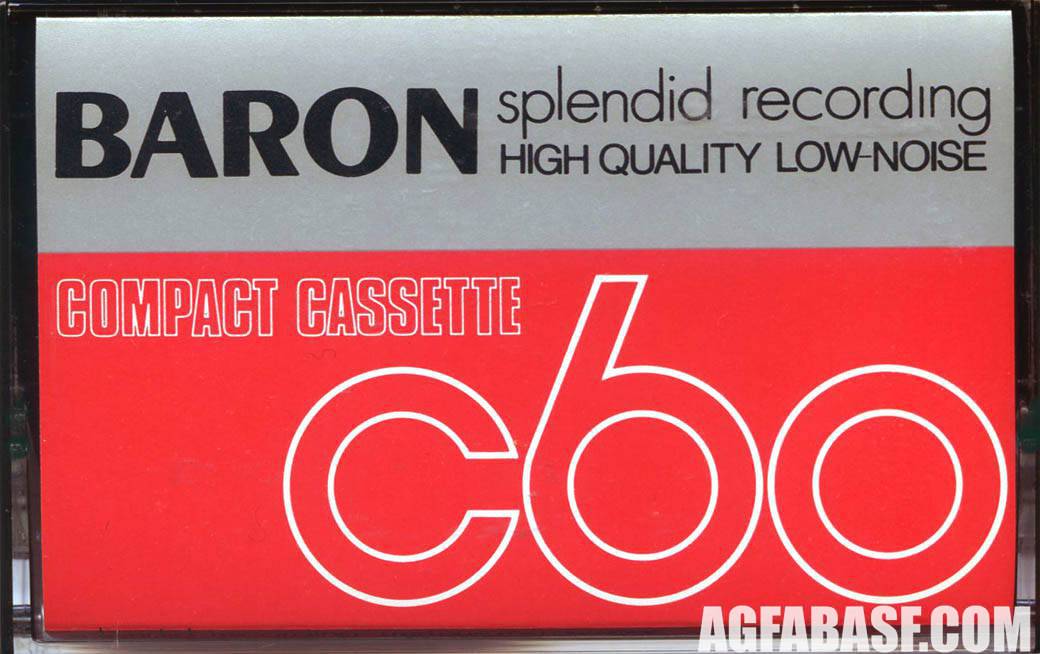 BARON
splendid recording
HIGH QUALITY LOW-NOISE
COMPACT CASSETTE
c60
AGFABASF.COM